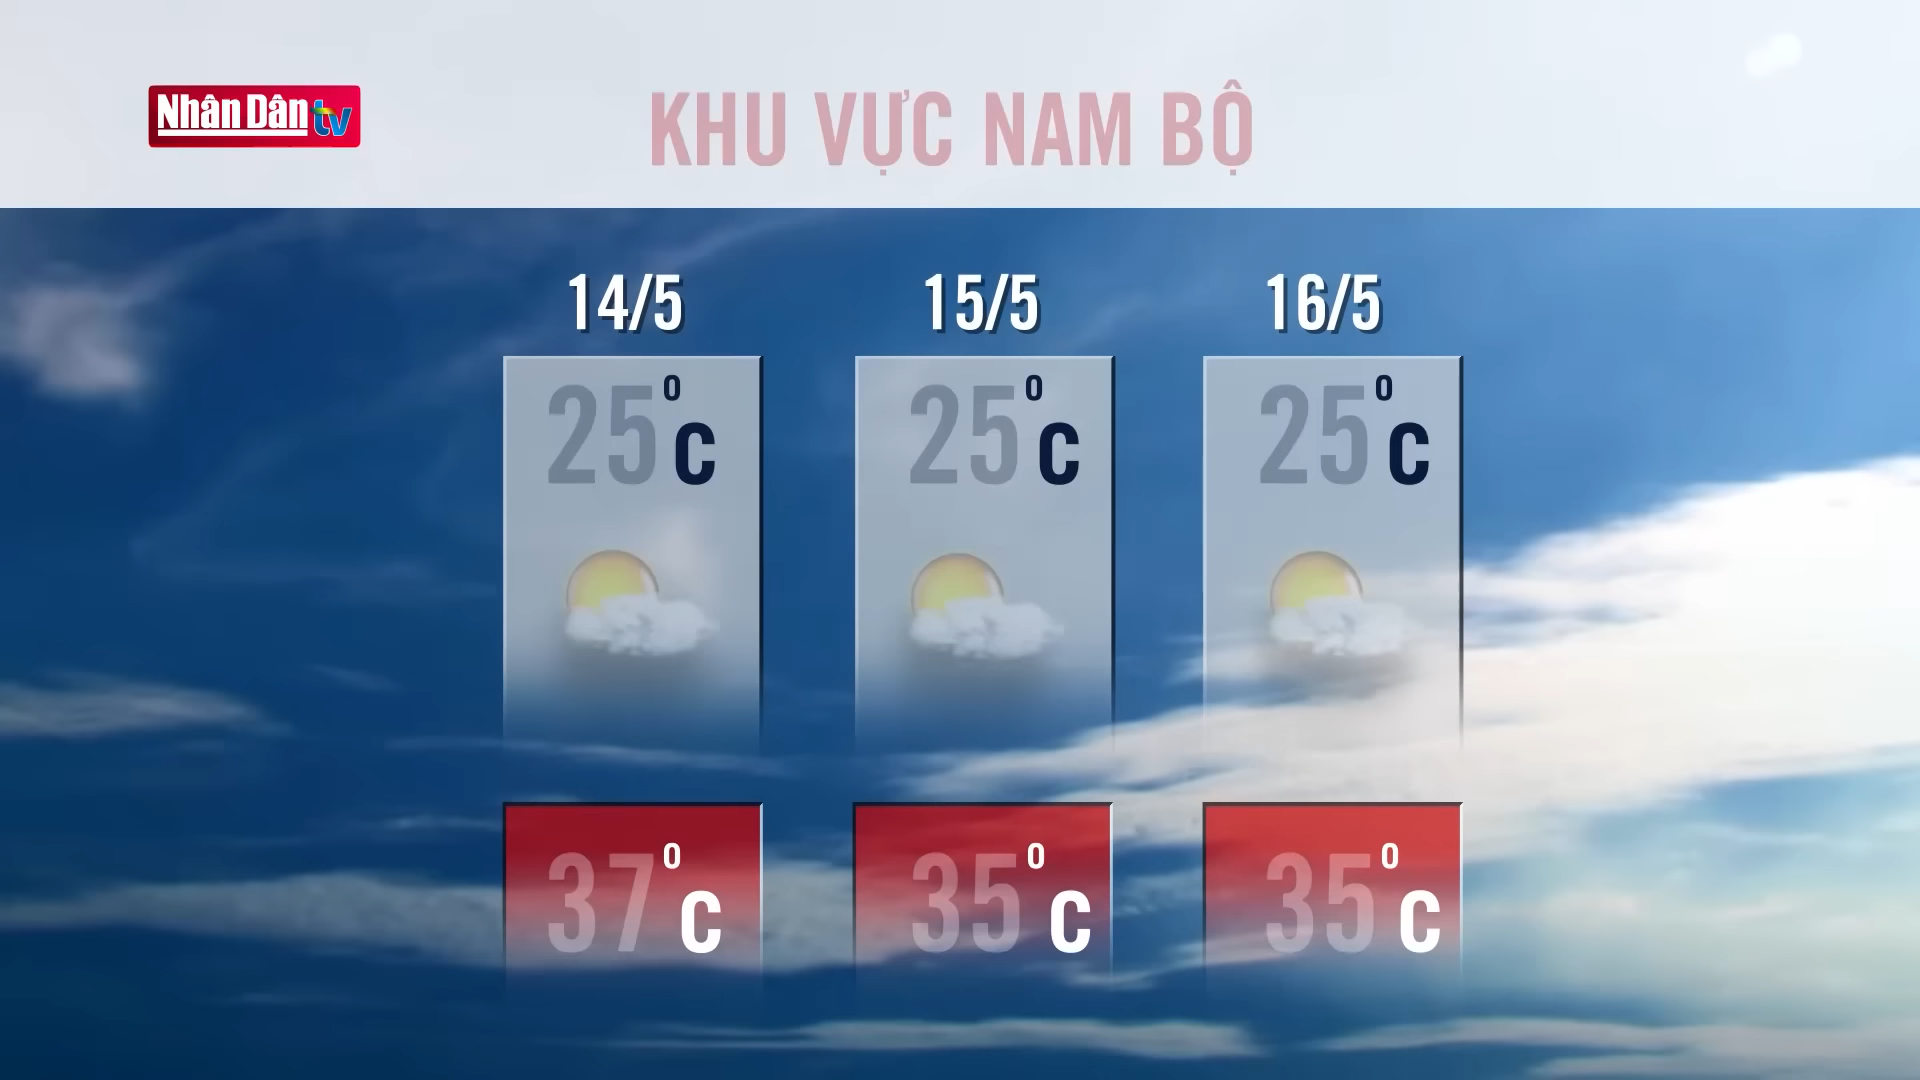 Nhân Dân tv
KHU VỰC NAM BỘ
14/5 15/5 16/5
25°C 25°C 25°C
37°C 35°C 35°C